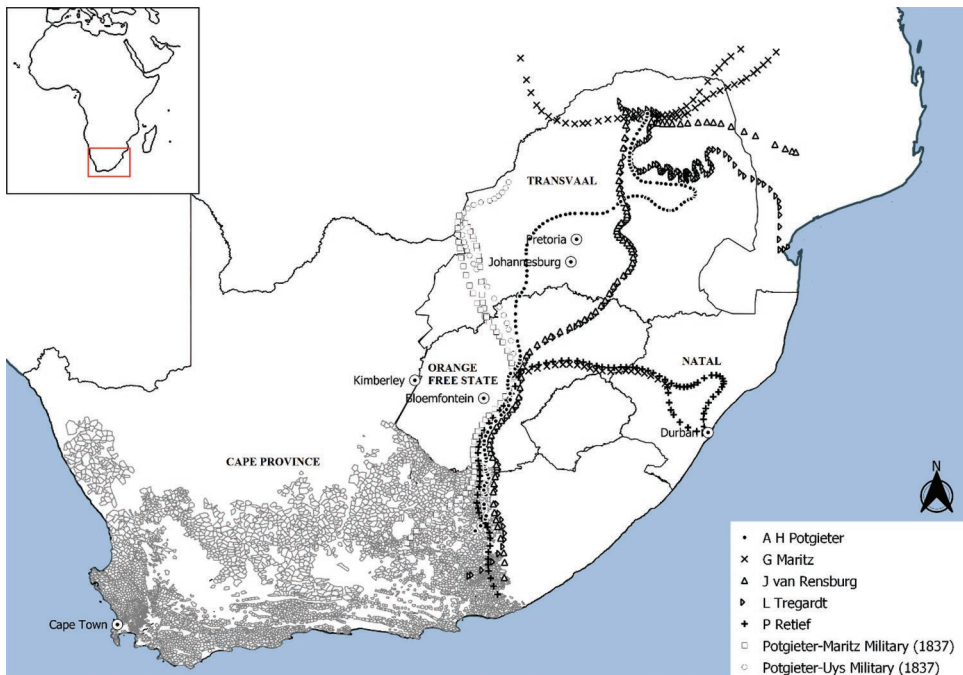 TRANSVAAL
Pretoria
Johannesburg
ORANGE
FREE STATE
Kimberley
Bloemfontein
NATAL
Durban
CAPE PROVINCE
Cape Town
N
A H Potgieter
G Maritz
J van Rensburg
L Tregardt
P Retief
Potgieter-Maritz Military (1837)
Potgieter-Uys Military (1837)